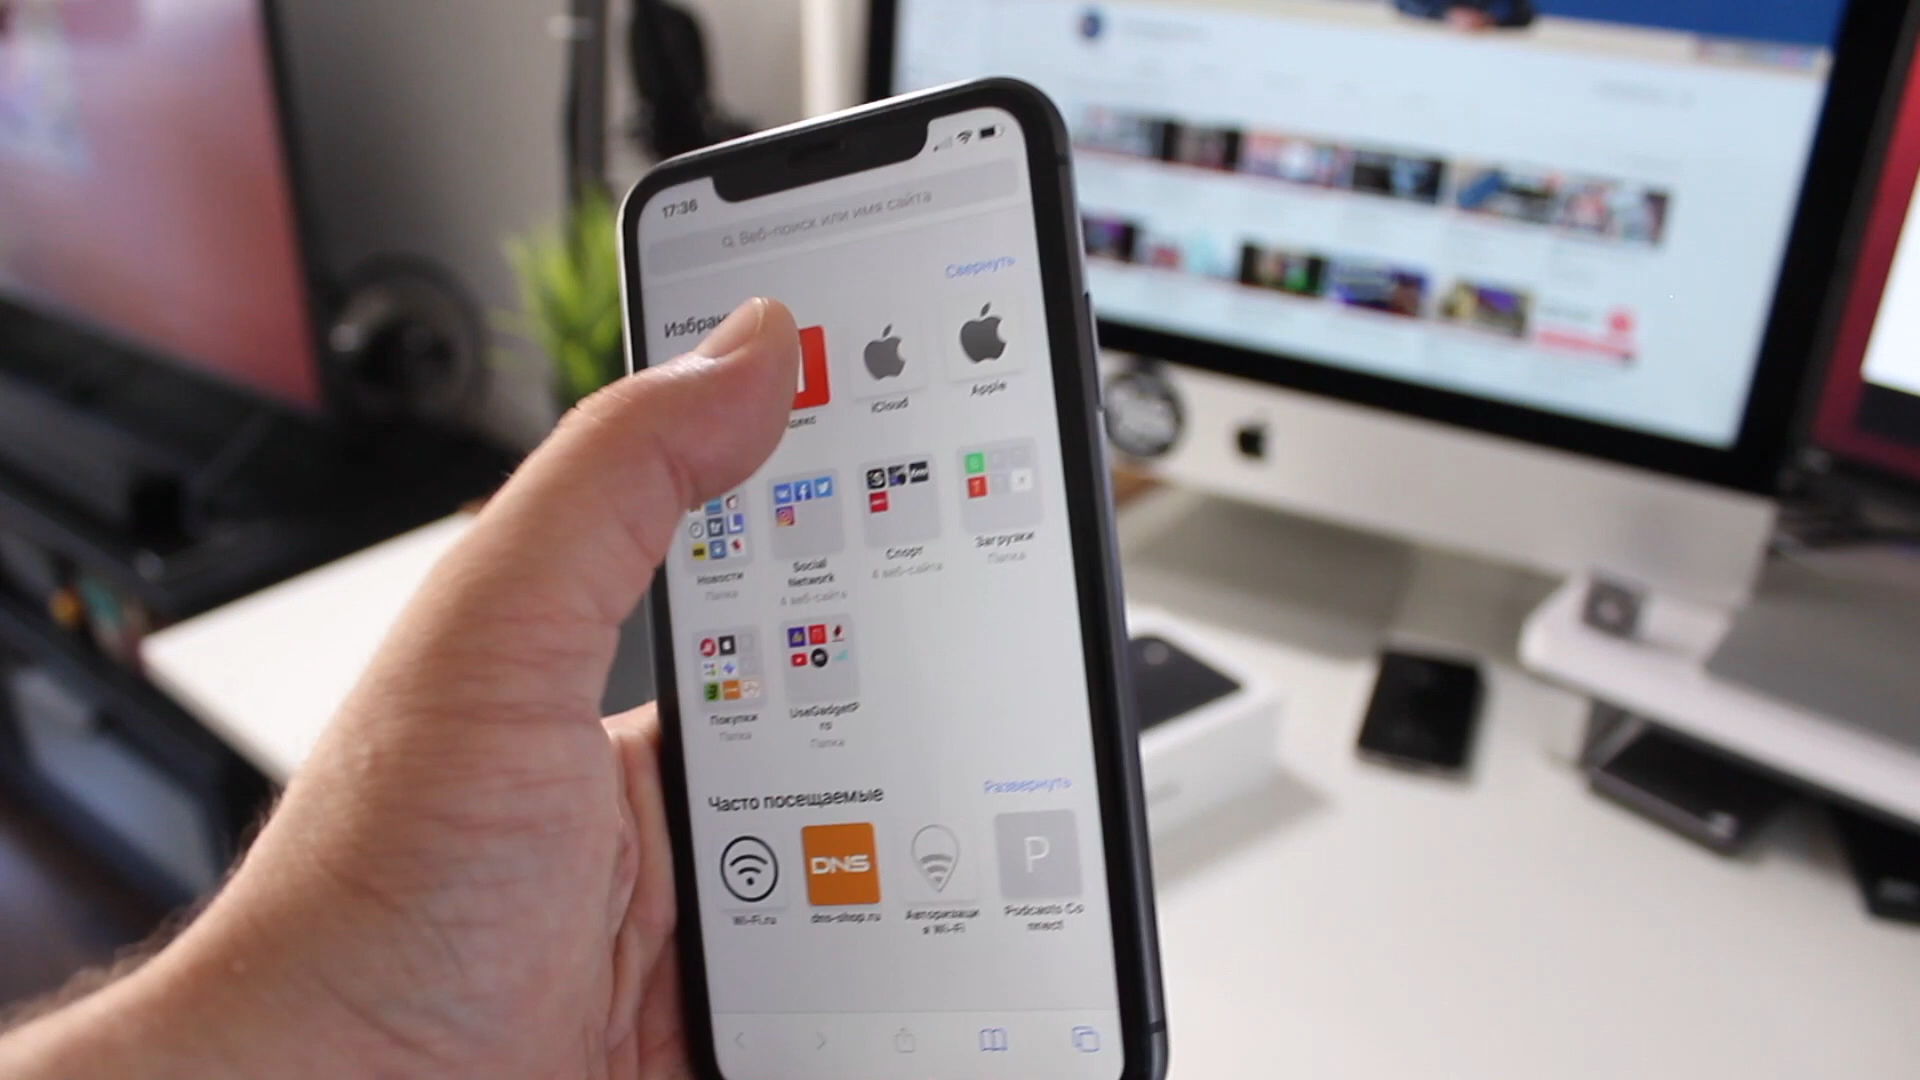 17:36
Веб-поиск или имя сайта
Свернуть
Избран
iCloud
Apple
Новости
Папка
Social
Network
4 веб-сайта
Спорт
4 веб-сайта
Загрузки
Папка
Покупки
Папка
UseGadgetP
ro
Папка
Часто посещаемые
Развернуть
DNS
P
Wi-Fi.ru
dns-shop.ru
Авторизаци
я Wi-Fi
Podcasts Co
nnect